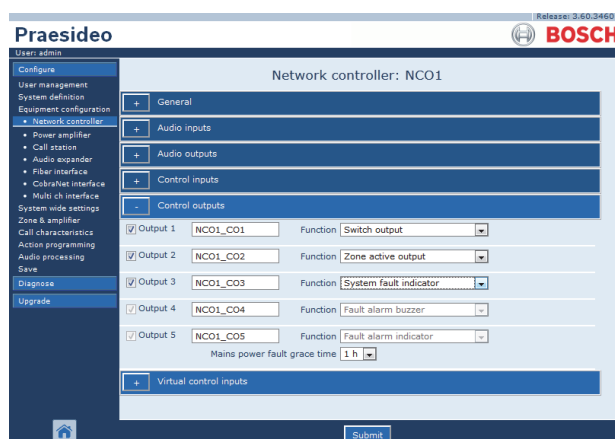 Release: 3.60.3460
Praesideo
BOSCH
User: admin
Configure
User management
System definition
Equipment configuration
• Network controller
• Power amplifier
• Call station
• Audio expander
• Fiber interface
• CobraNet interface
• Multi ch interface
System wide settings
Zone & amplifier
Call characteristics
Action programming
Audio processing
Save
Diagnose
Upgrade
Network controller: NCO1
+ General
+ Audio inputs
+ Audio outputs
+ Control inputs
- Control outputs
Output 1 NCO1_CO1 Function Switch output
Output 2 NCO1_CO2 Function Zone active output
Output 3 NCO1_CO3 Function System fault indicator
Output 4 NCO1_CO4 Function Fault alarm buzzer
Output 5 NCO1_CO5 Function Fault alarm indicator
Mains power fault grace time 1 h
+ Virtual control inputs
Submit